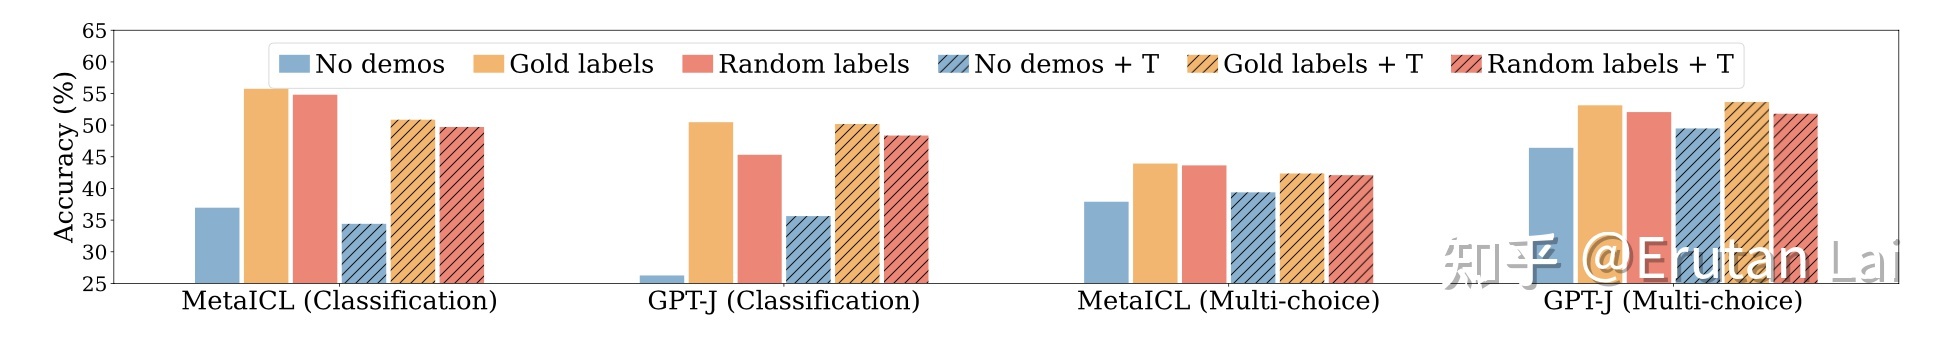 65
60
55
50
45
40
35
30
25
Accuracy (%)
No demos Gold labels Random labels No demos + T Gold labels + T Random labels + T
MetaICL (Classification) GPT-J (Classification) MetaICL (Multi-choice) GPT-J (Multi-choice)
知乎 @Erutan Lai